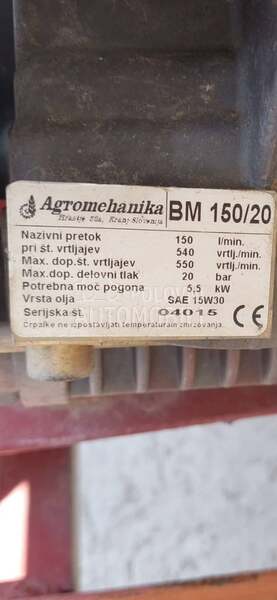 Agromehanika BM 150/20
Hrastje 52a, Kranj-Slovenija
Nazivni pretok 150 l/min.
pri št. vrtljajev 540 vrtlj./min.
Max. dop.št. vrtljajev 550 vrtlj./min.
Max.dop. delovni tlak 20 bar
Potrebna moč pogona 5,5 kW
Vrsta olja SAE 15W30
Serijska št. 04015 CE
Črpalke ne izpostavljati temperaturam zmrzovanja.